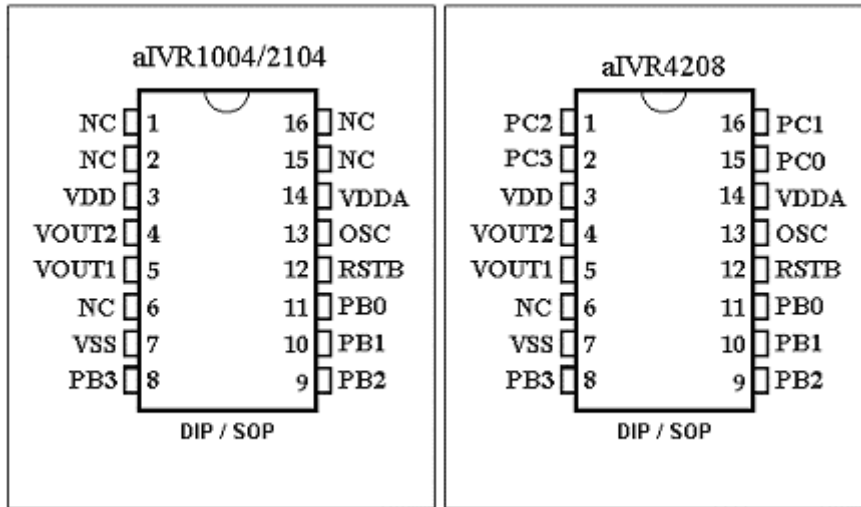 aIVR1004/2104
NC 1 16 NC
NC 2 15 NC
VDD 3 14 VDDA
VOUT2 4 13 OSC
VOUT1 5 12 RSTB
NC 6 11 PB0
VSS 7 10 PB1
PB3 8 9 PB2
DIP / SOP
aIVR4208
PC2 1 16 PC1
PC3 2 15 PC0
VDD 3 14 VDDA
VOUT2 4 13 OSC
VOUT1 5 12 RSTB
NC 6 11 PB0
VSS 7 10 PB1
PB3 8 9 PB2
DIP / SOP